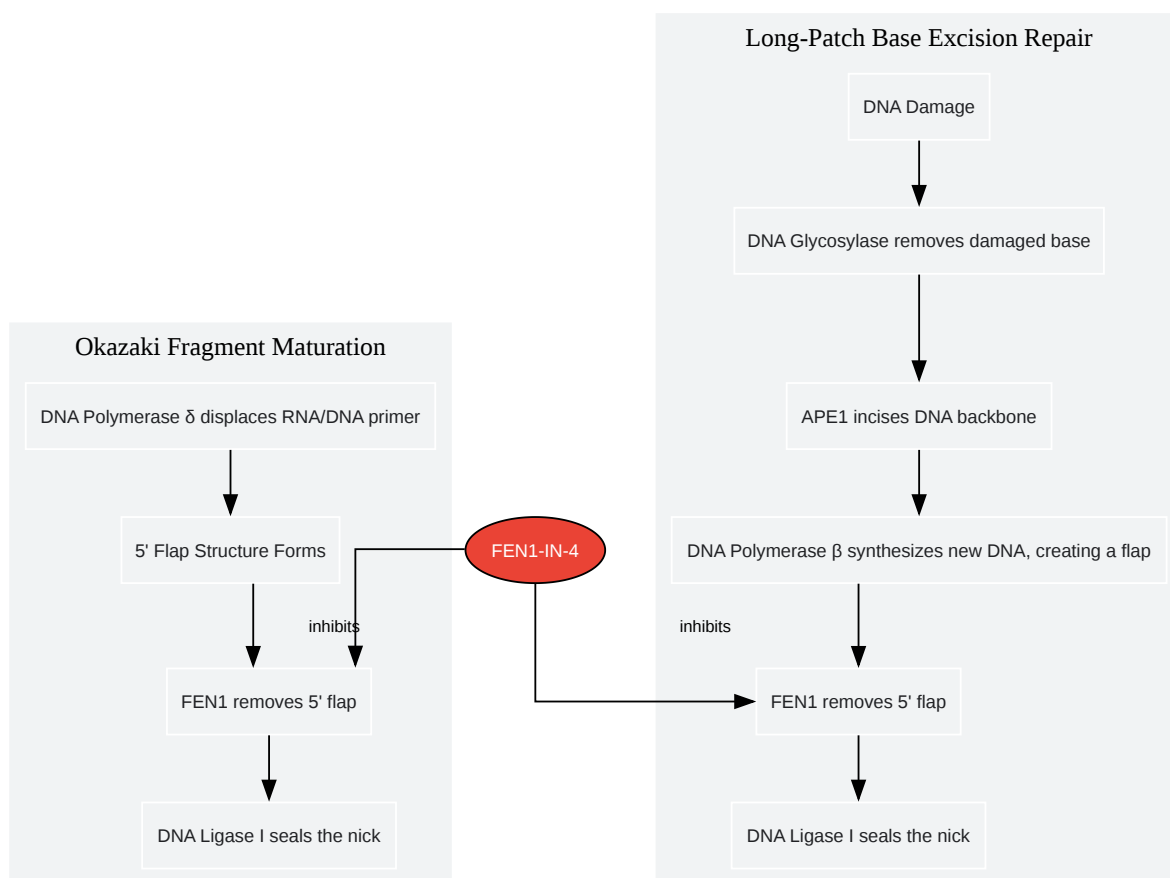 Long-Patch Base Excision Repair
DNA Damage
DNA Glycosylase removes damaged base
APE1 incises DNA backbone
DNA Polymerase β synthesizes new DNA, creating a flap
inhibits
FEN1 removes 5' flap
DNA Ligase I seals the nick
Okazaki Fragment Maturation
DNA Polymerase δ displaces RNA/DNA primer
5' Flap Structure Forms
FEN1-IN-4
inhibits
FEN1 removes 5' flap
DNA Ligase I seals the nick